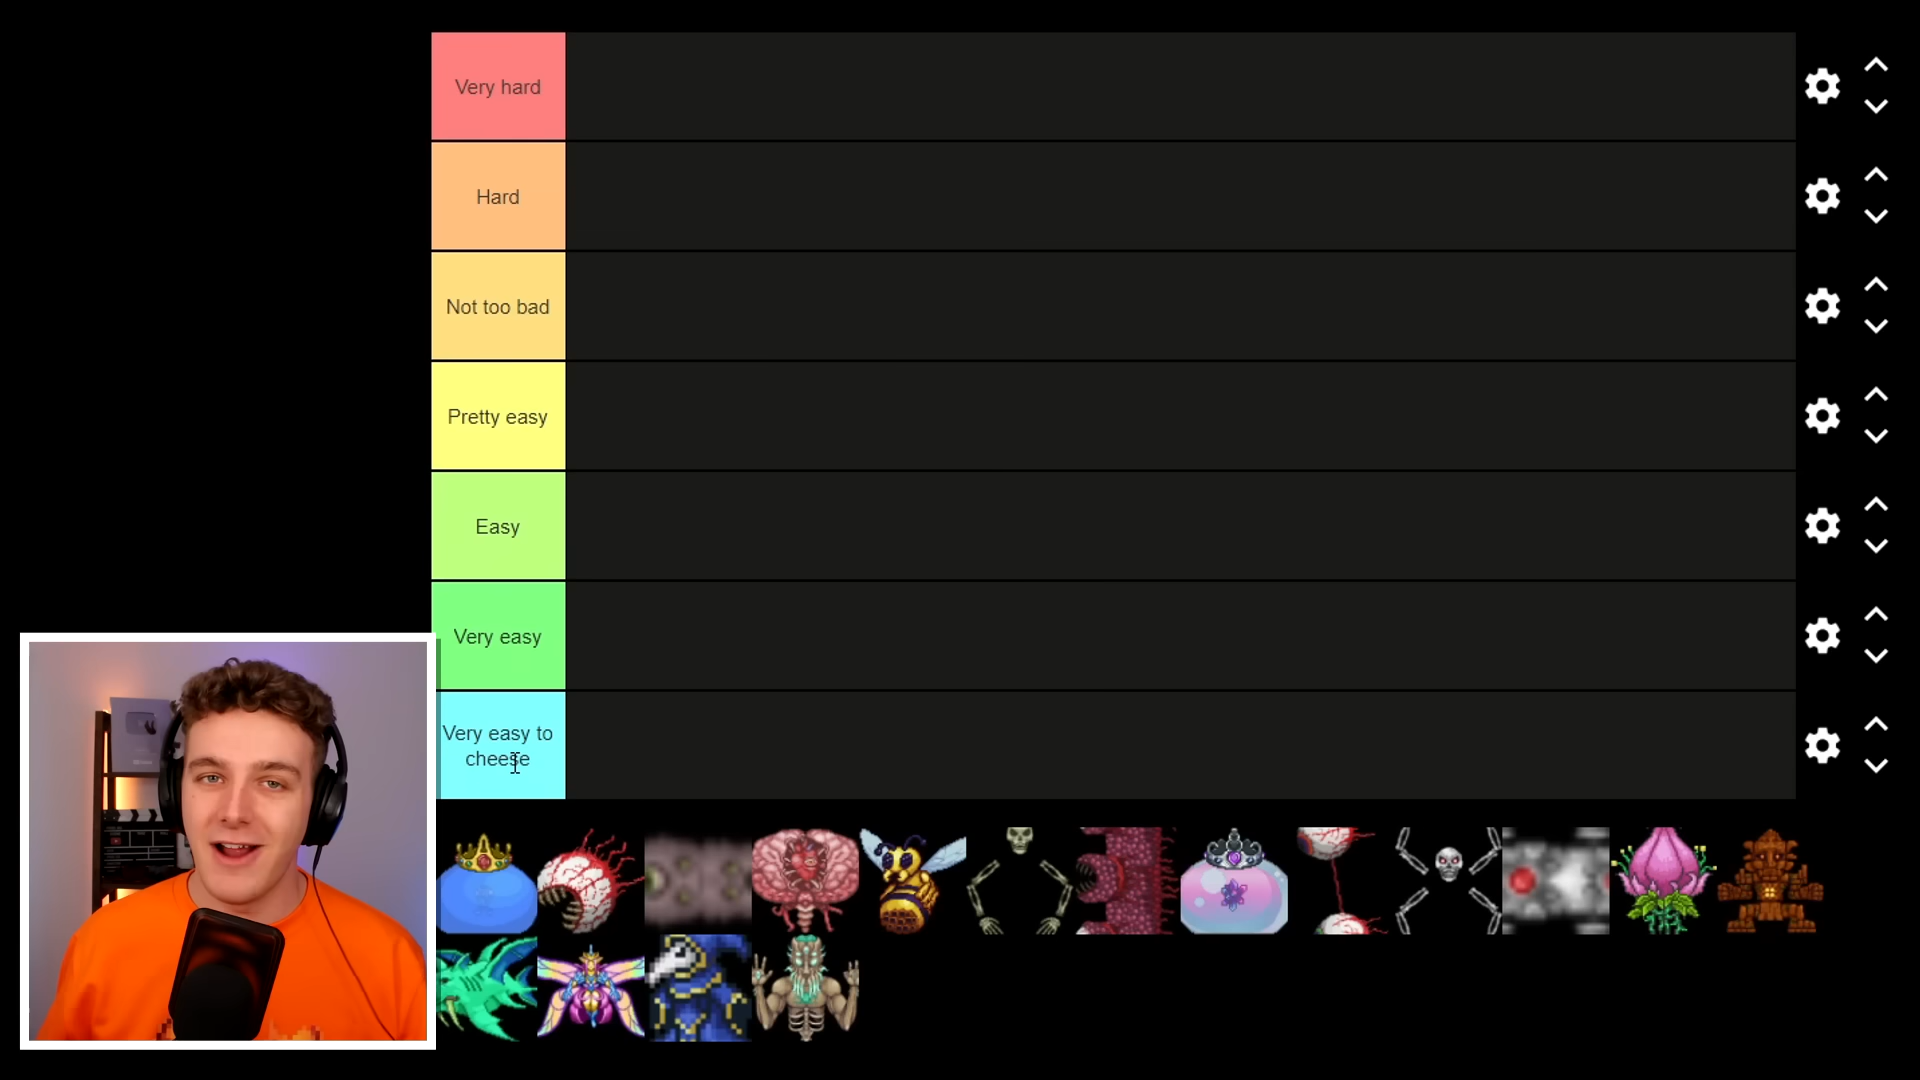 Very hard
Hard
Not too bad
Pretty easy
Easy
Very easy
Very easy to
cheese